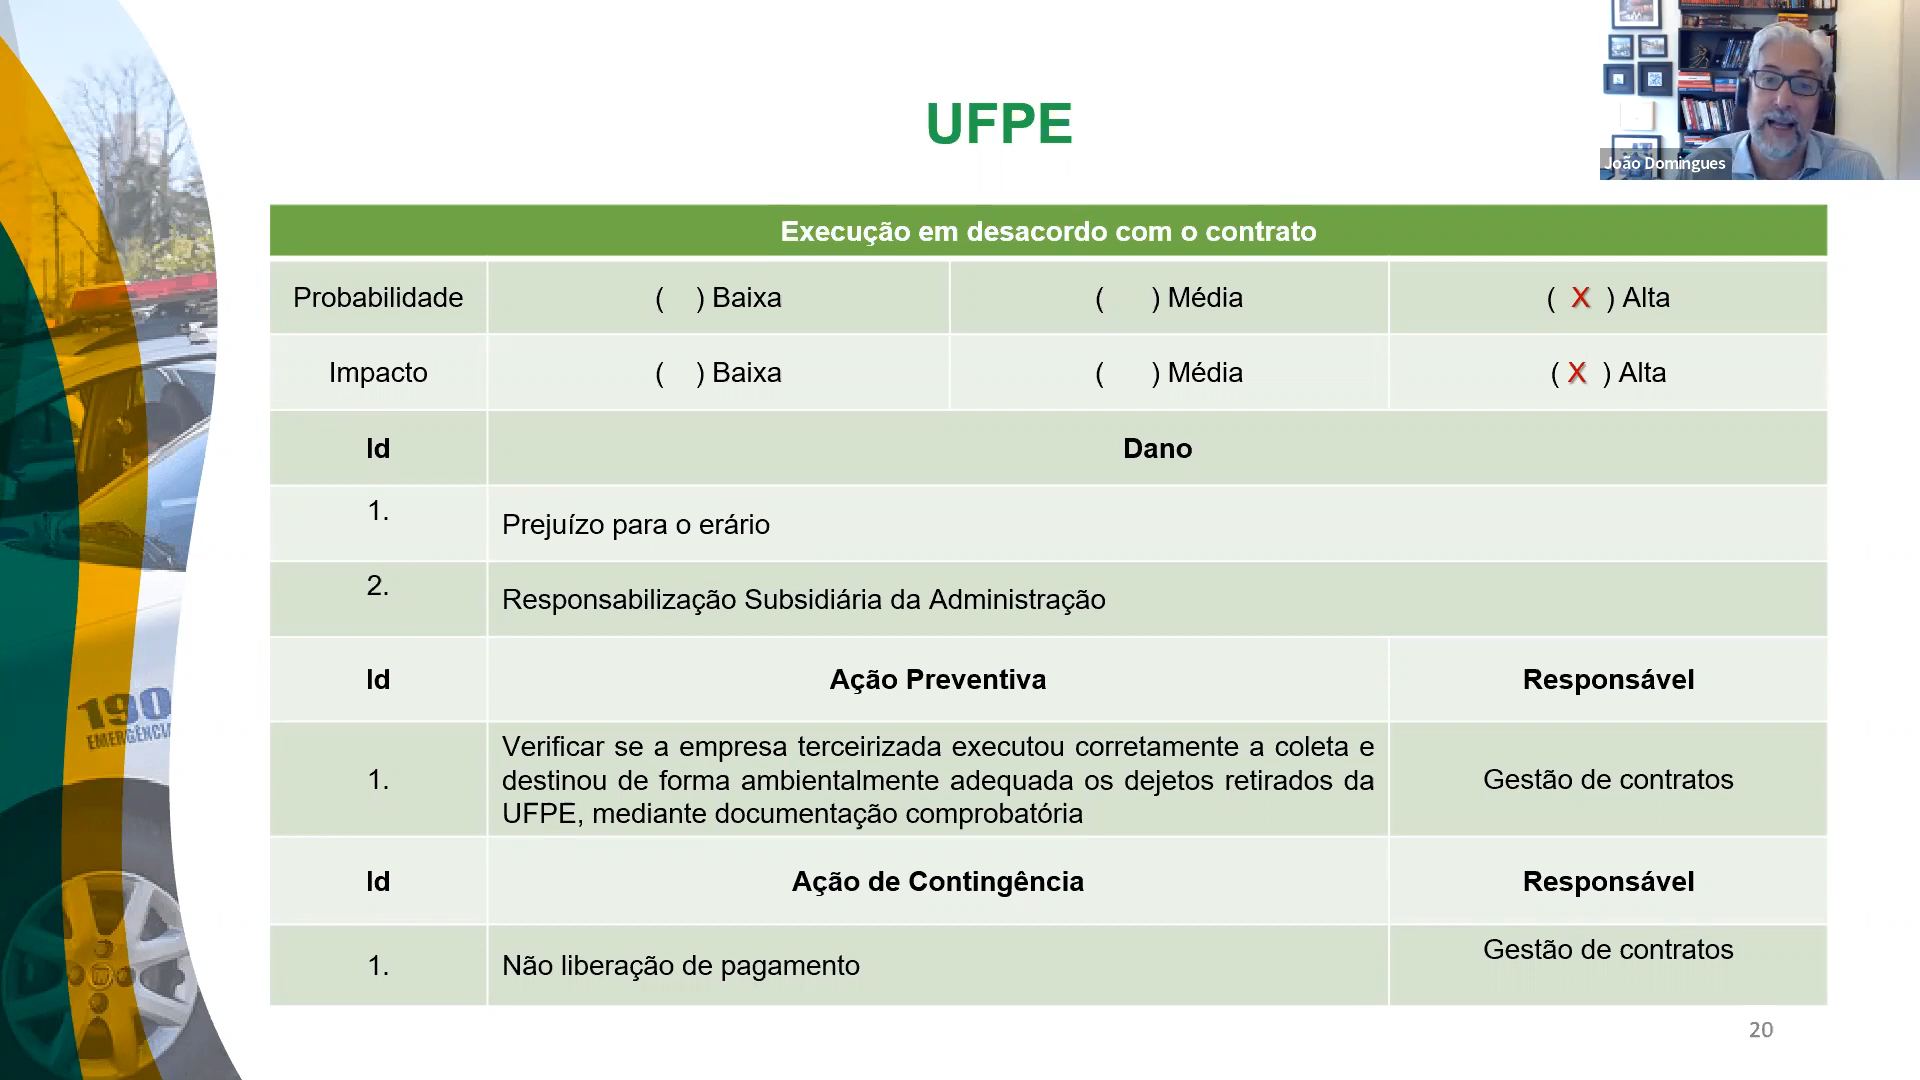 UFPE
João Domingues
Execução em desacordo com o contrato
Probabilidade ( ) Baixa ( ) Média ( X ) Alta
Impacto ( ) Baixa ( ) Média ( X ) Alta
Id Dano
1. Prejuízo para o erário
2. Responsabilização Subsidiária da Administração
Id Ação Preventiva Responsável
Verificar se a empresa terceirizada executou corretamente a coleta e
1. destinou de forma ambientalmente adequada os dejetos retirados da Gestão de contratos
UFPE, mediante documentação comprobatória
Id Ação de Contingência Responsável
1. Não liberação de pagamento Gestão de contratos
190
EMERGÊNCIA
20